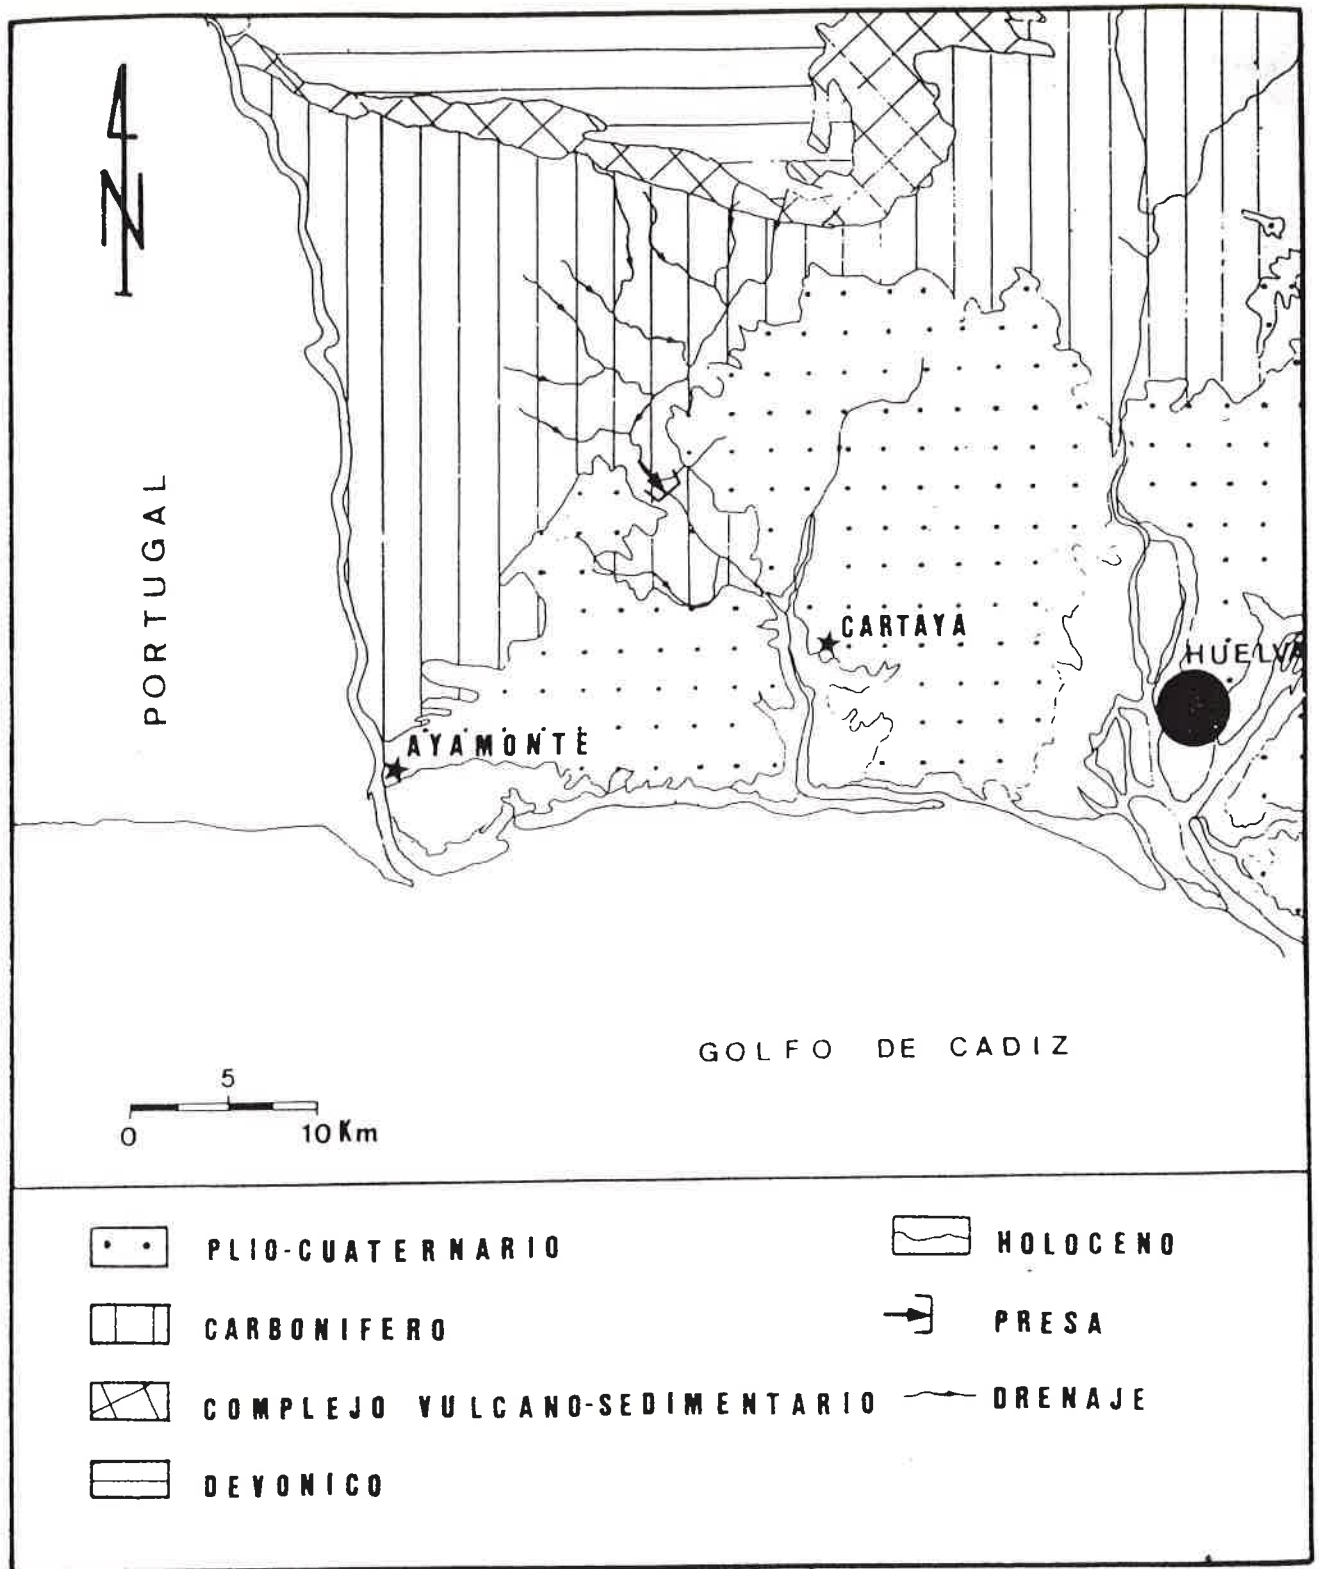 N
PORTUGAL
CARTAYA
HUELVA
AYAMONTE
GOLFO DE CADIZ
5
0 10 Km
PLIO-CUATERNARIO
HOLOCENO
CARBONIFERO
PRESA
COMPLEJO VULCANO-SEDIMENTARIO
DRENAJE
DEVONICO